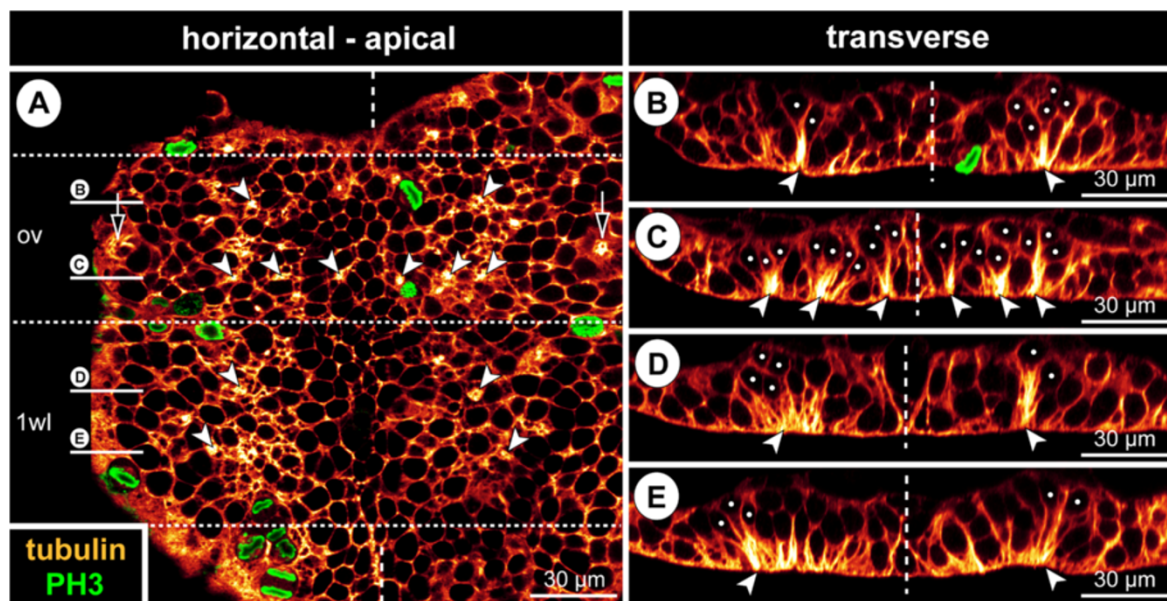 horizontal - apical
transverse
A
B
ov
C
D
1wl
E
tubulin
PH3
30 µm
B
30 µm
C
30 µm
D
30 µm
E
30 µm